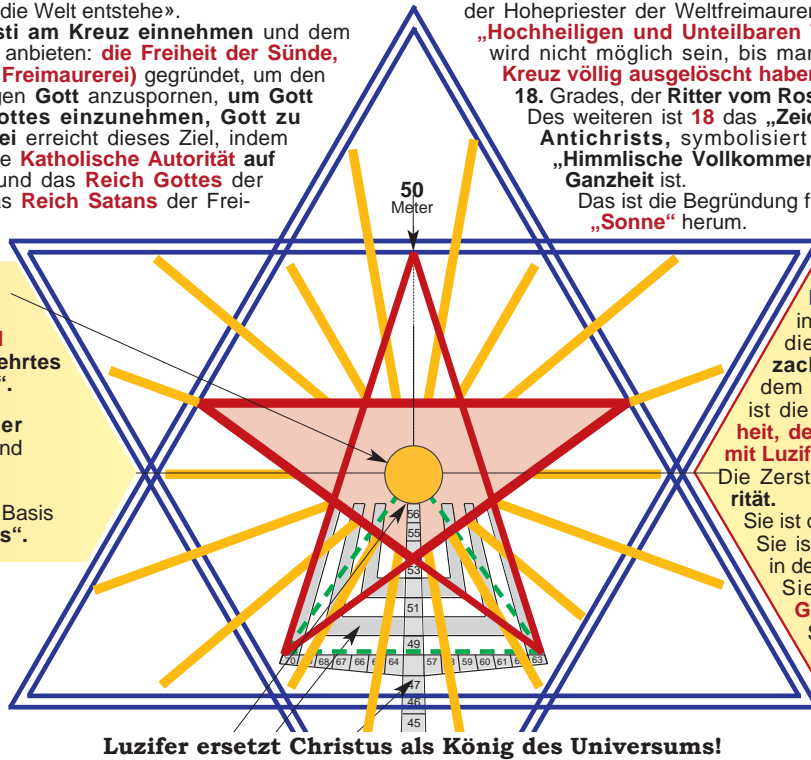 die Welt entstehe».
sti am Kreuz einnehmen und dem
anbieten: die Freiheit der Sünde,
Freimaurerei) gegründet, um den
gen Gott anzuspornen, um Gott
ottes einzunehmen, Gott zu
ei erreicht dieses Ziel, indem
e Katholische Autorität auf
und das Reich Gottes der
s Reich Satans der Frei-
der Hohepriester der Weltfreimaurer
„Hochheiligen und Unteilbaren
wird nicht möglich sein, bis man
Kreuz völlig ausgelöscht haben
18. Grades, der Ritter vom Ros
Des weiteren ist 18 das „Zeic
Antichrists, symbolisiert
„Himmlische Vollkommen
Ganzheit ist.
Das ist die Begründung f
„Sonne“ herum.
50
Meter
ehrtes
“.
er
nd
Basis
s“.
in
die
zach
dem
ist die
heit, de
mit Luzif
Die Zerst
rität.
Sie ist d
Sie is
in de
Sie
G
S
56
55
53
51
49
70 68 67 66 64 57 59 60 61 63
47
46
45
Luzifer ersetzt Christus als König des Universums!